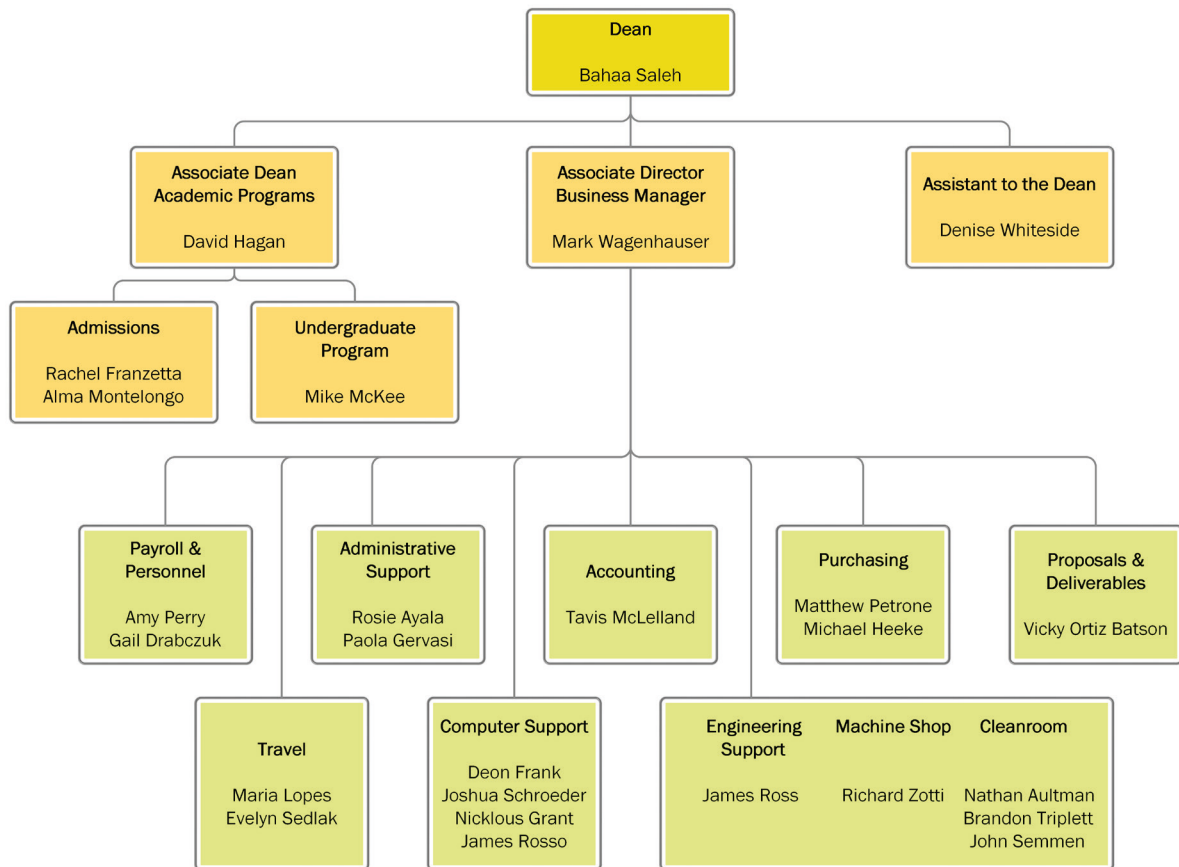 Dean
Bahaa Saleh
Associate Dean
Academic Programs
David Hagan
Associate Director
Business Manager
Mark Wagenhauser
Assistant to the Dean
Denise Whiteside
Admissions
Rachel Franzetta
Alma Montelongo
Undergraduate
Program
Mike McKee
Payroll &
Personnel
Amy Perry
Gail Drabczuk
Administrative
Support
Rosie Ayala
Paola Gervasi
Accounting
Tavis McLelland
Purchasing
Matthew Petrone
Michael Heeke
Proposals &
Deliverables
Vicky Ortiz Batson
Travel
Maria Lopes
Evelyn Sedlak
Computer Support
Deon Frank
Joshua Schroeder
Nicklous Grant
James Rosso
Engineering
Support
James Ross
Machine Shop
Richard Zotti
Cleanroom
Nathan Aultman
Brandon Triplett
John Semmen